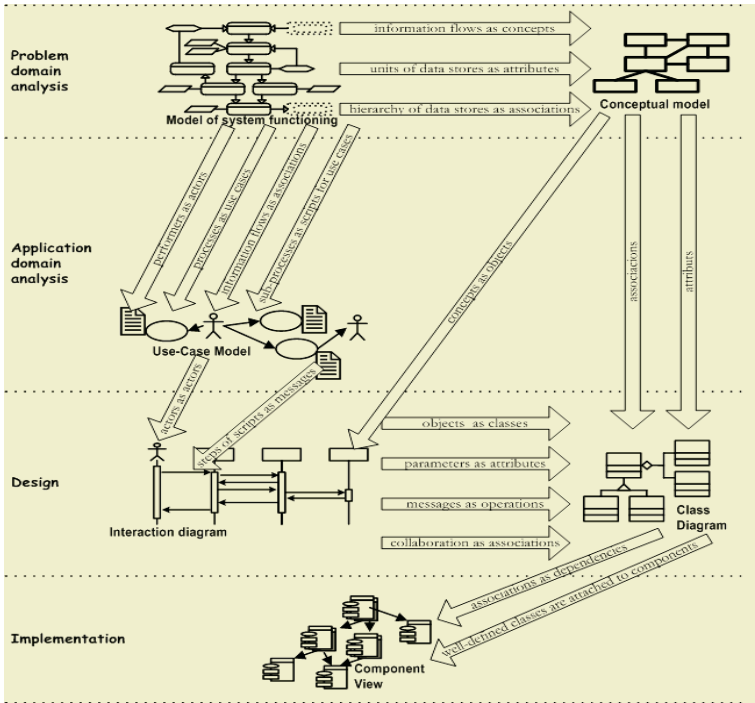 Problem
domain
analysis
information flows as concepts
units of data stores as attributes
hierarchy of data stores as associations
Model of system functioning
Conceptual model
Application
domain
analysis
performers as actors
processes as use cases
information flows as associations
sub-processes as scripts for use cases
concepts as objects
associacions
attributs
Use-Case Model
Design
actors as actors
steps of scripts as messages
objects as classes
parameters as attributes
messages as operations
collaboration as associations
Interaction diagram
Class
Diagram
Implementation
associations as dependencies
well-defined classes are attached to components
Component
View